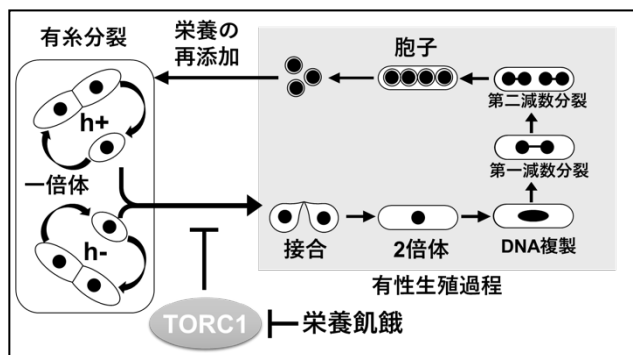 有糸分裂
栄養の
再添加
胞子
第二減数分裂
h+
第一減数分裂
一倍体
h-
接合
2倍体
DNA複製
有性生殖過程
TORC1
栄養飢餓